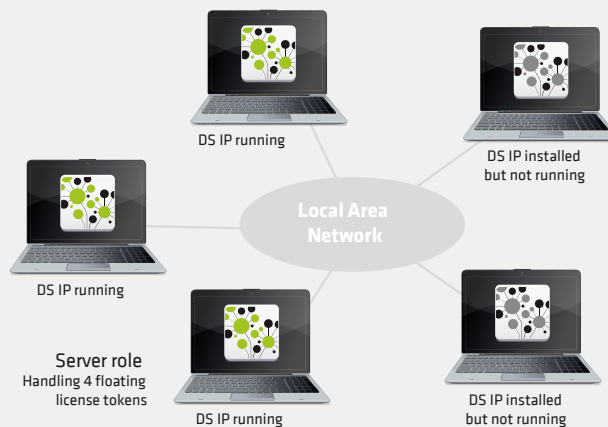 DS IP running
DS IP installed
but not running
Local Area
Network
DS IP running
Server role
Handling 4 floating
license tokens
DS IP running
DS IP installed
but not running